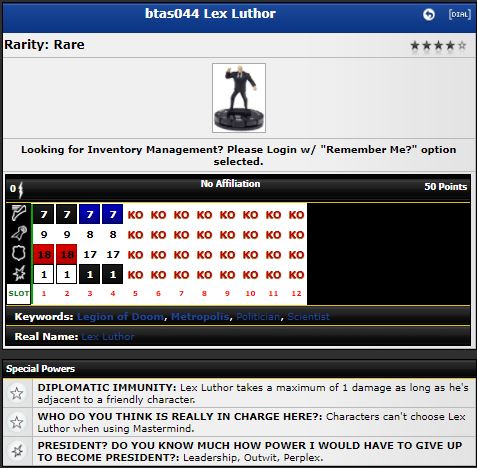 btas044 Lex Luthor
[DIAL]
Rarity: Rare
Looking for Inventory Management? Please Login w/ "Remember Me?" option
selected.
0 No Affiliation 50 Points
7 7 7 7 KO KO KO KO KO KO KO KO
9 9 8 8 KO KO KO KO KO KO KO KO
18 18 17 17 KO KO KO KO KO KO KO KO
1 1 1 1 KO KO KO KO KO KO KO KO
SLOT 1 2 3 4 5 6 7 8 9 10 11 12
Keywords: Legion of Doom, Metropolis, Politician, Scientist
Real Name: Lex Luthor
Special Powers
DIPLOMATIC IMMUNITY: Lex Luthor takes a maximum of 1 damage as long as he's
adjacent to a friendly character.
WHO DO YOU THINK IS REALLY IN CHARGE HERE?: Characters can't choose Lex
Luthor when using Mastermind.
PRESIDENT? DO YOU KNOW MUCH HOW POWER I WOULD HAVE TO GIVE UP
TO BECOME PRESIDENT?: Leadership, Outwit, Perplex.